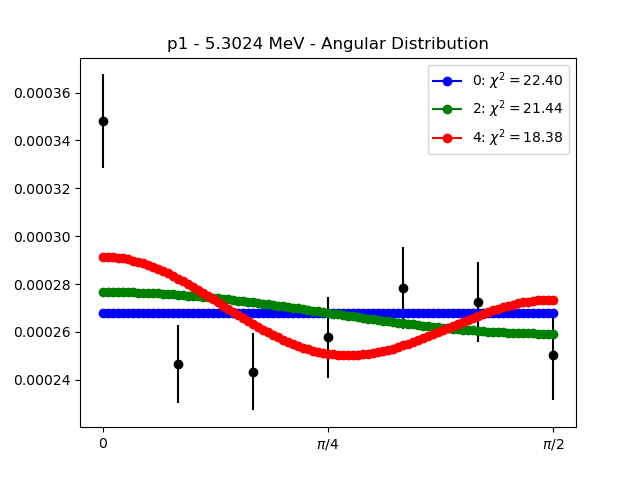 p1 - 5.3024 MeV - Angular Distribution
0.00036
0.00034
0.00032
0.00030
0.00028
0.00026
0.00024
0: χ² = 22.40
2: χ² = 21.44
4: χ² = 18.38
0
π/4
π/2